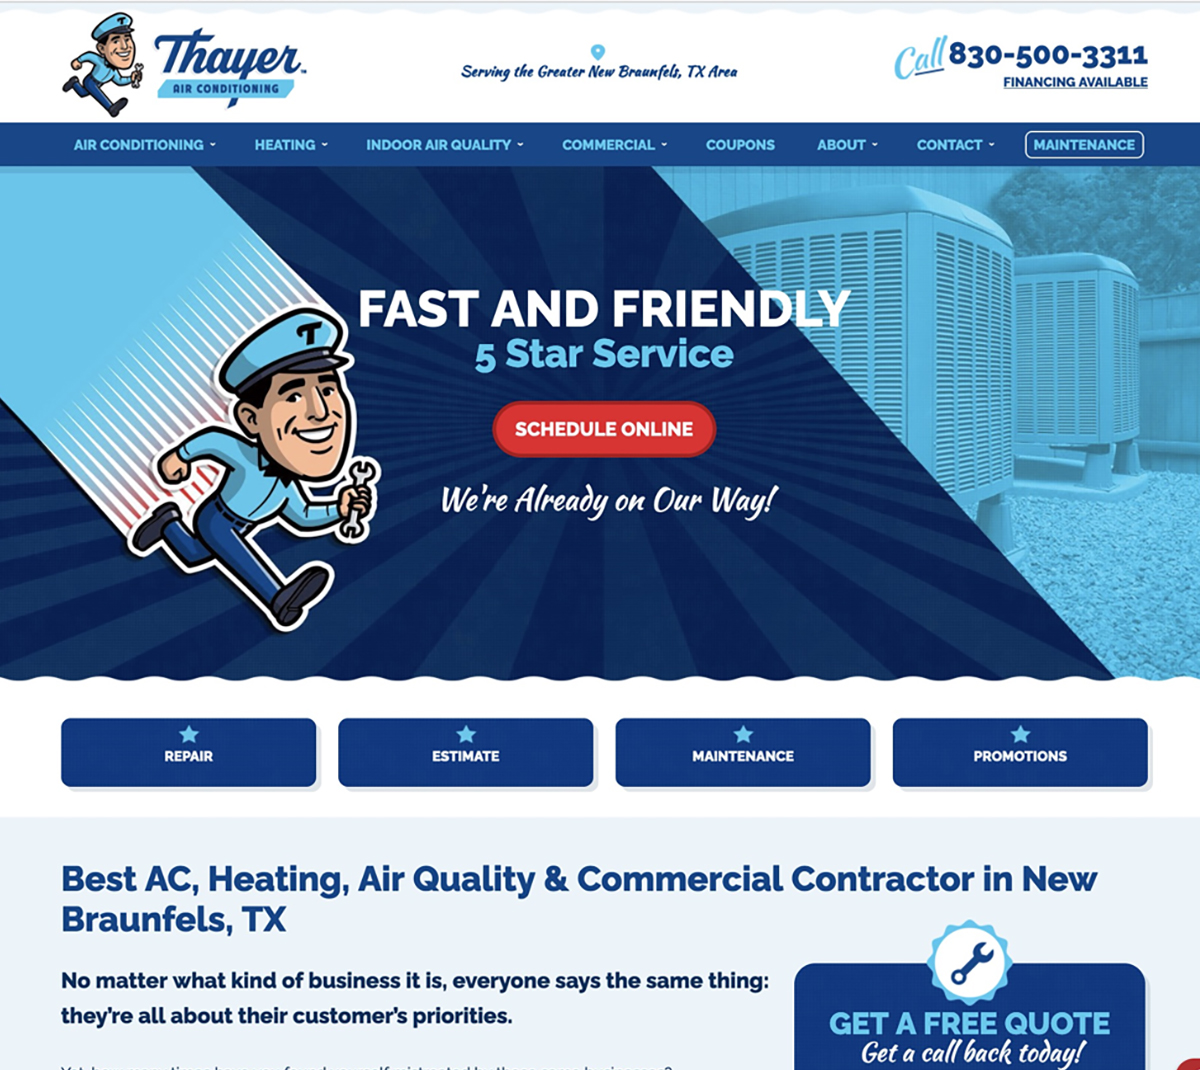 Thayer™
AIR CONDITIONING
Serving the Greater New Braunfels, TX Area
Call 830-500-3311
FINANCING AVAILABLE
AIR CONDITIONING
HEATING
INDOOR AIR QUALITY
COMMERCIAL
COUPONS
ABOUT
CONTACT
MAINTENANCE
T
FAST AND FRIENDLY
5 Star Service
SCHEDULE ONLINE
We're Already on Our Way!
REPAIR
ESTIMATE
MAINTENANCE
PROMOTIONS
Best AC, Heating, Air Quality & Commercial Contractor in New
Braunfels, TX
No matter what kind of business it is, everyone says the same thing:
they're all about their customer's priorities.
GET A FREE QUOTE
Get a call back today!